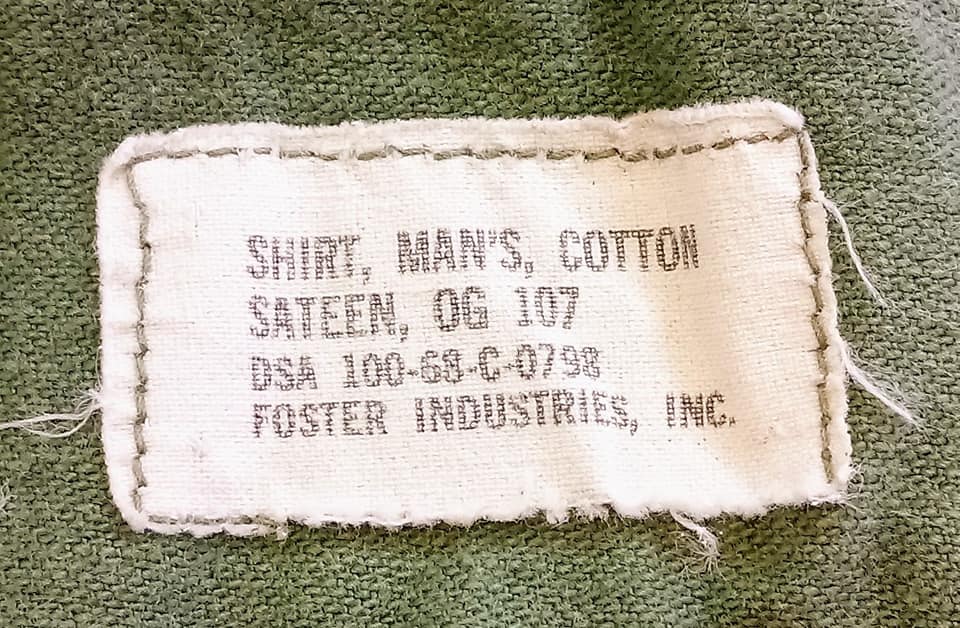 SHIRT, MAN'S, COTTON
SATEEN, OG 107
DSA 100-68-C-0798
FOSTER INDUSTRIES, INC.